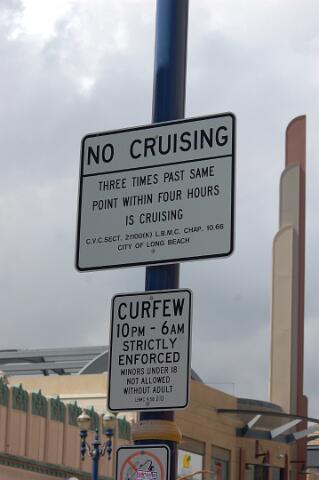 NO CRUISING
THREE TIMES PAST SAME
POINT WITHIN FOUR HOURS
IS CRUISING
C.V.C. SECT. 21100(K) L.B.M.C. CHAP. 10.66
CITY OF LONG BEACH
CURFEW
10PM - 6AM
STRICTLY
ENFORCED
MINORS UNDER 18
NOT ALLOWED
WITHOUT ADULT